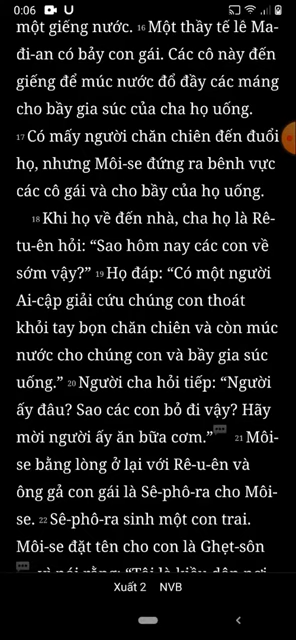 0:06
một giếng nước. 16 Một thầy tế lê Ma-
đi-an có bảy con gái. Các cô này đến
giếng để múc nước đổ đầy các máng
cho bầy gia súc của cha họ uống.
17 Có mấy người chăn chiên đến đuổi
họ, nhưng Môi-se đứng ra bênh vực
các cô gái và cho bầy của họ uống.
18 Khi họ về đến nhà, cha họ là Rê-
tu-ên hỏi: “Sao hôm nay các con về
sớm vậy?” 19 Họ đáp: “Có một người
Ai-cập giải cứu chúng con thoát
khỏi tay bọn chăn chiên và còn múc
nước cho chúng con và bầy gia súc
uống.” 20 Người cha hỏi tiếp: “Người
ấy đâu? Sao các con bỏ đi vậy? Hãy
mời người ấy ăn bữa cơm.” 21 Môi-
se bằng lòng ở lại với Rê-u-ên và
ông gả con gái là Sê-phô-ra cho Môi-
se. 22 Sê-phô-ra sinh một con trai.
Môi-se đặt tên cho con là Ghẹt-sôn
và nói rằng: “Tôi là kiều dân nơi
Xuất 2 NVB